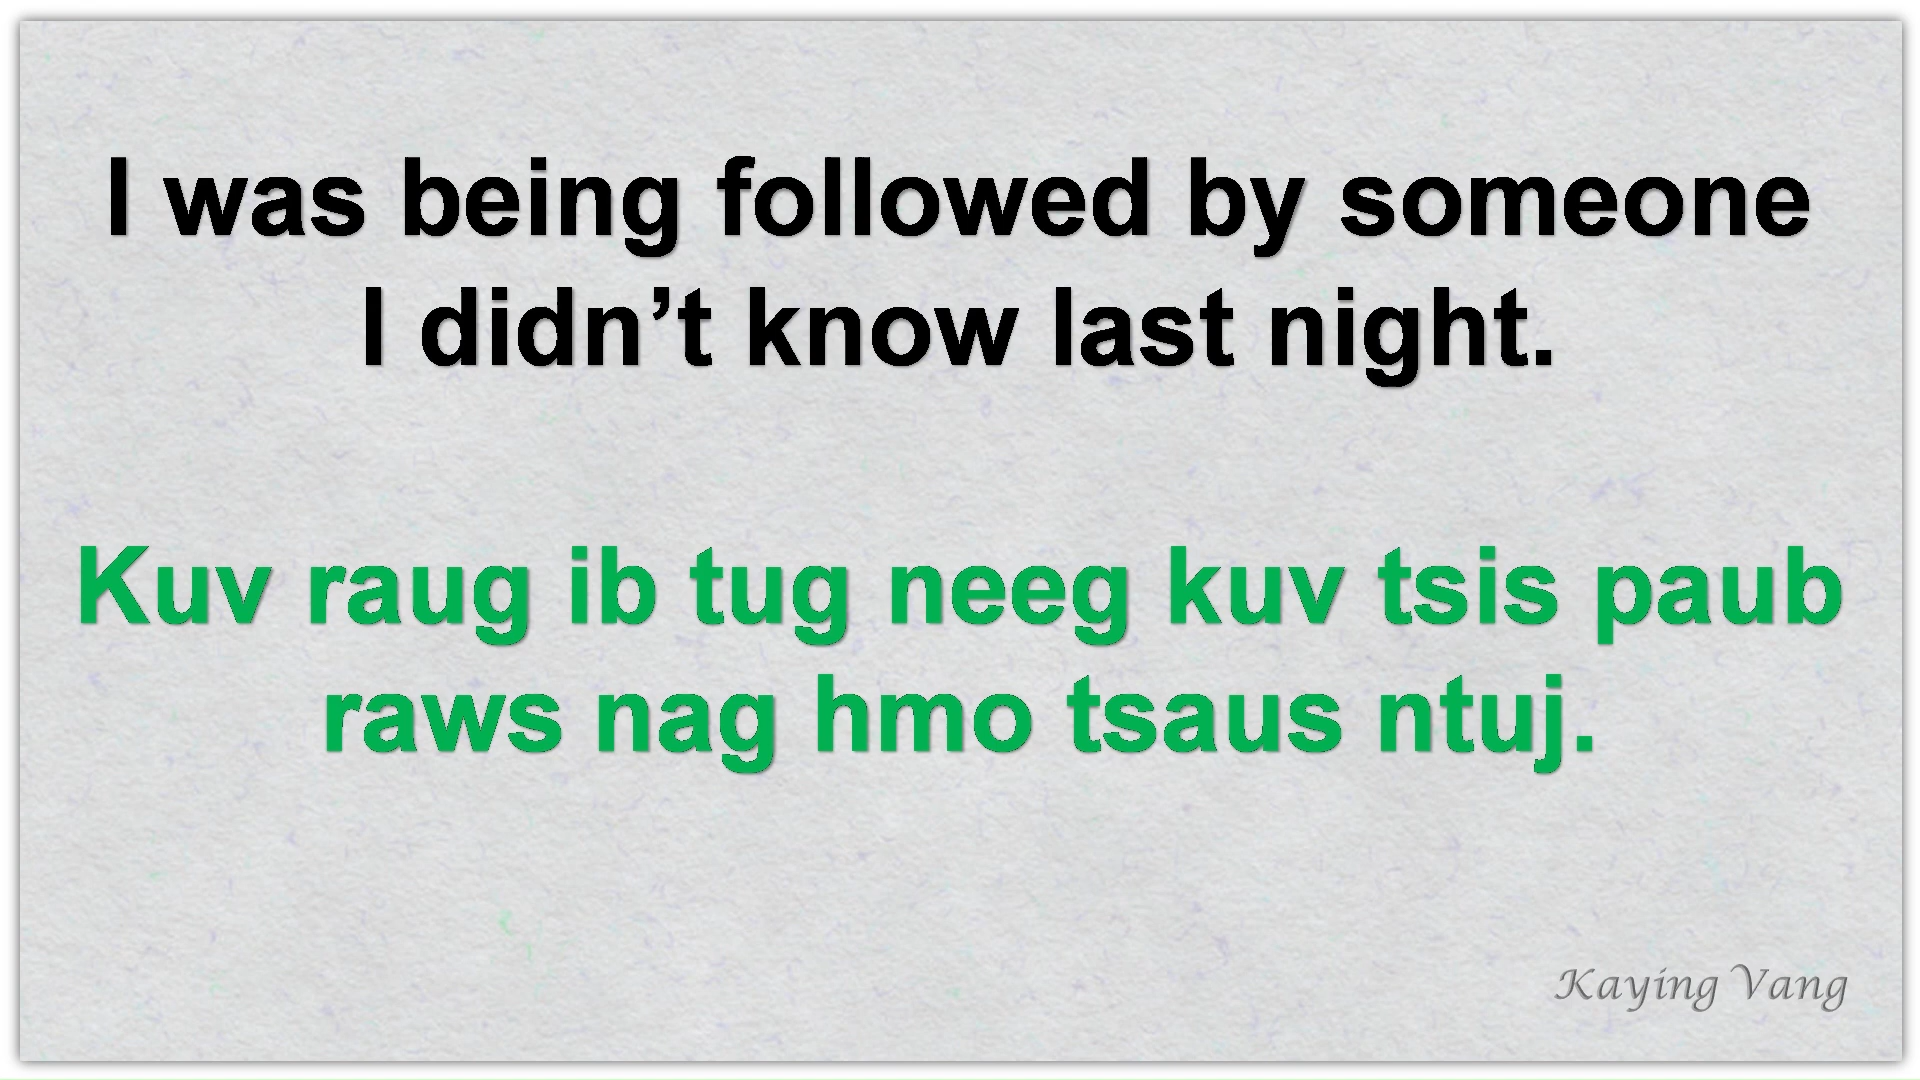 I was being followed by someone
I didn’t know last night.
Kuv raug ib tug neeg kuv tsis paub
raws nag hmo tsaus ntuj.
Kaying Vang